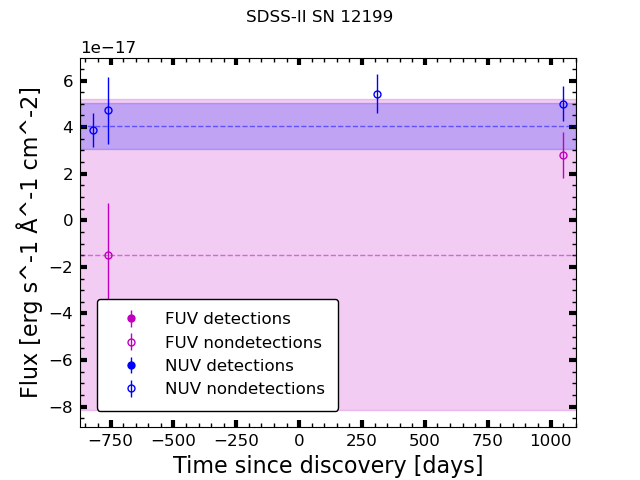 SDSS-II SN 12199
1e−17
6
4
2
0
−2
−4
−6
−8
Flux [erg s^-1 Å^-1 cm^-2]
FUV detections
FUV nondetections
NUV detections
NUV nondetections
−750 −500 −250 0 250 500 750 1000
Time since discovery [days]